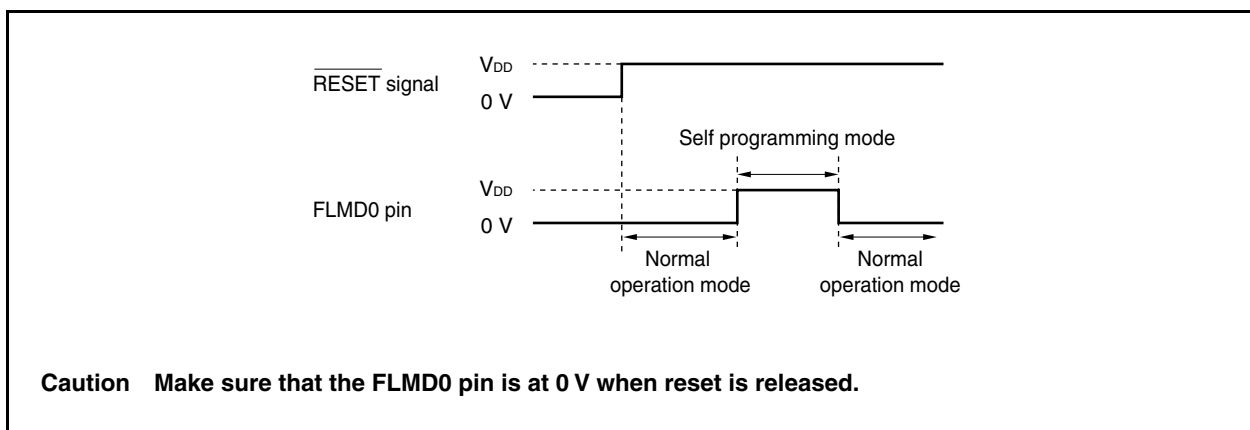 RESET signal
VDD
0 V
Self programming mode
FLMD0 pin
VDD
0 V
Normal
operation mode
Normal
operation mode
Caution Make sure that the FLMD0 pin is at 0 V when reset is released.